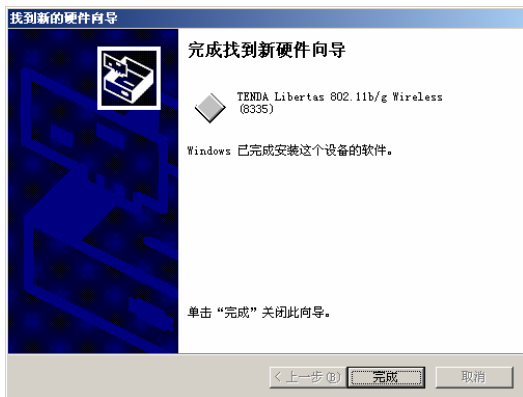 找到新的硬件向导
完成找到新硬件向导
TENDA Libertas 802.11b/g Wireless
(8335)
Windows 已完成安装这个设备的软件。
单击“完成”关闭此向导。
< 上一步(B)
完成
取消